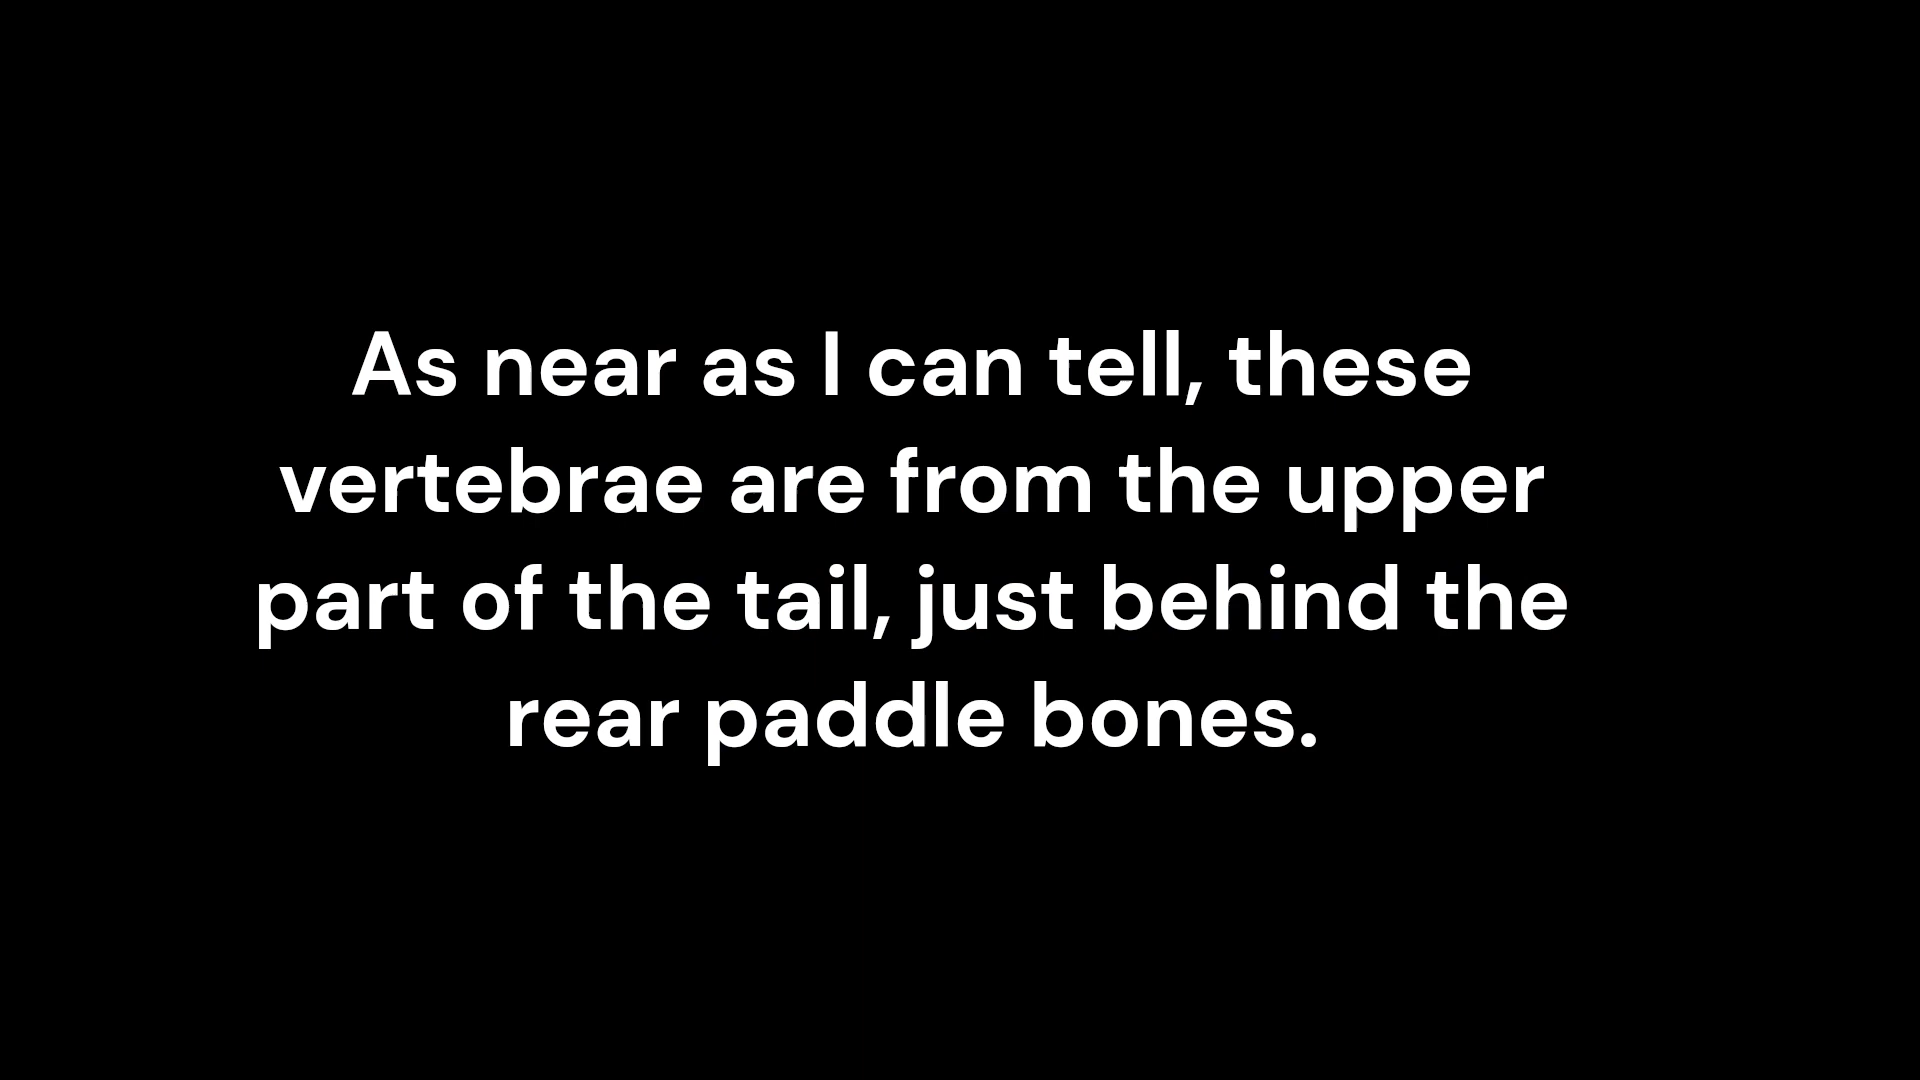 As near as I can tell, these
vertebrae are from the upper
part of the tail, just behind the
rear paddle bones.